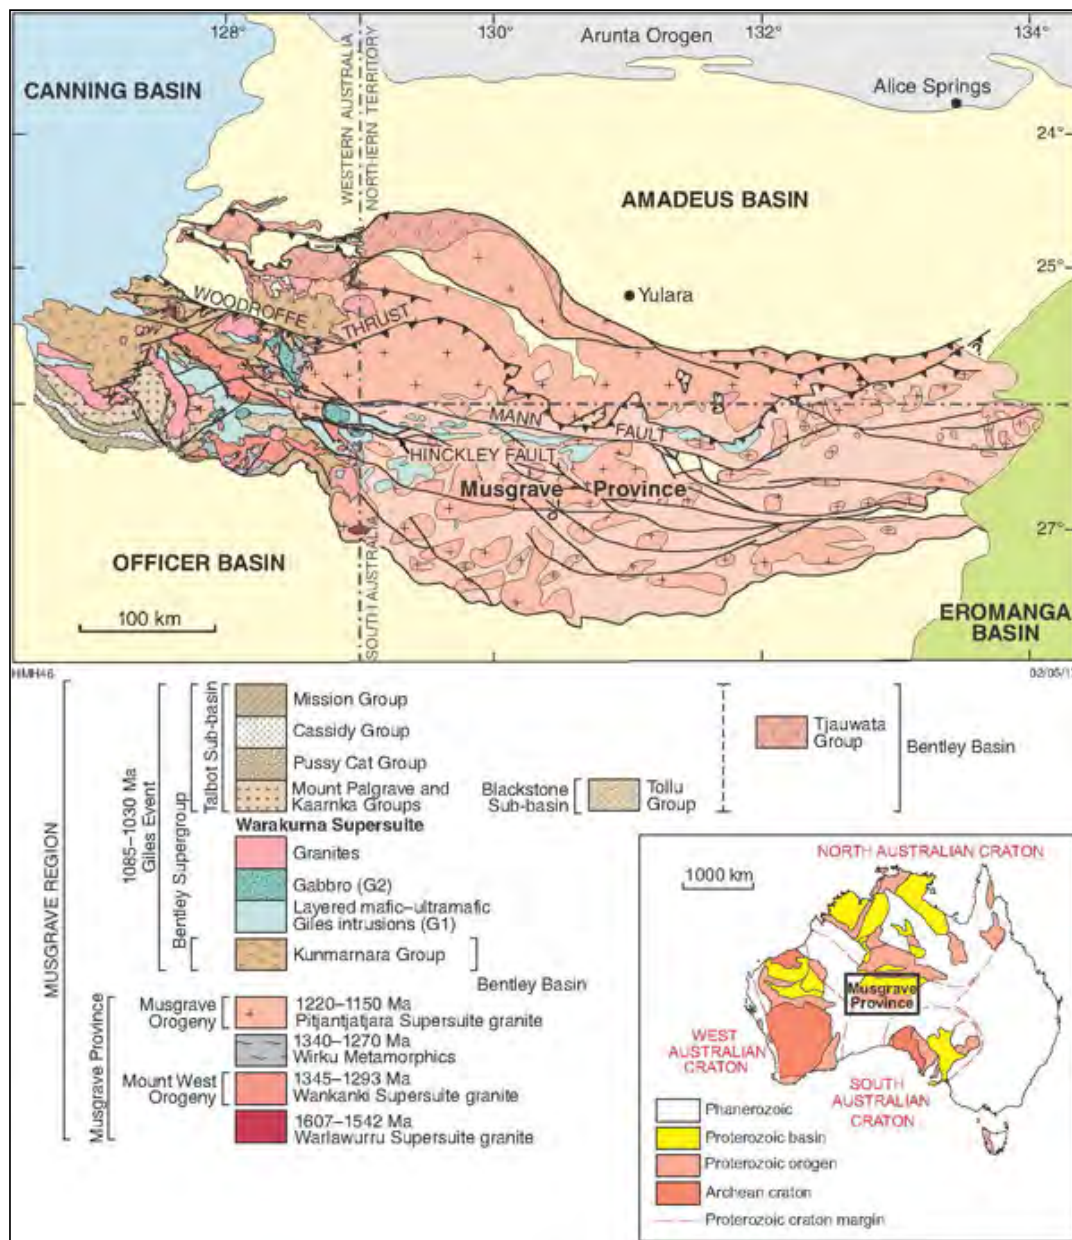 128°
130°
132°
134°
Arunta Orogen
CANNING BASIN
Alice Springs
WESTERN AUSTRALIA
NORTHERN TERRITORY
24°
AMADEUS BASIN
25°
Yulara
WOODROFFE
THRUST
MANN
FAULT
HINCKLEY FAULT
Musgrave Province
27°
OFFICER BASIN
SOUTH AUSTRALIA
100 km
EROMANGA
BASIN
HMH46
02/05/1
MUSGRAVE REGION
1085–1030 Ma
Giles Event
Bentley Supergroup
Talbot Sub-basin
Mission Group
Cassidy Group
Pussy Cat Group
Mount Palgrave and
Kaarnka Groups
Blackstone
Sub-basin
Tollu
Group
Tjauwata
Group
Bentley Basin
Warakurna Supersuite
Granites
Gabbro (G2)
Layered mafic–ultramafic
Giles intrusions (G1)
Kunmarnara Group
Bentley Basin
Musgrave Province
Musgrave
Orogeny
1220–1150 Ma
Pitjantjatjara Supersuite granite
1340–1270 Ma
Wirku Metamorphics
Mount West
Orogeny
1345–1293 Ma
Wankanki Supersuite granite
1607–1542 Ma
Warlawurru Supersuite granite
NORTH AUSTRALIAN CRATON
1000 km
Musgrave
Province
WEST
AUSTRALIAN
CRATON
SOUTH
AUSTRALIAN
CRATON
Phanerozoic
Proterozoic basin
Proterozoic orogen
Archean craton
Proterozoic craton margin